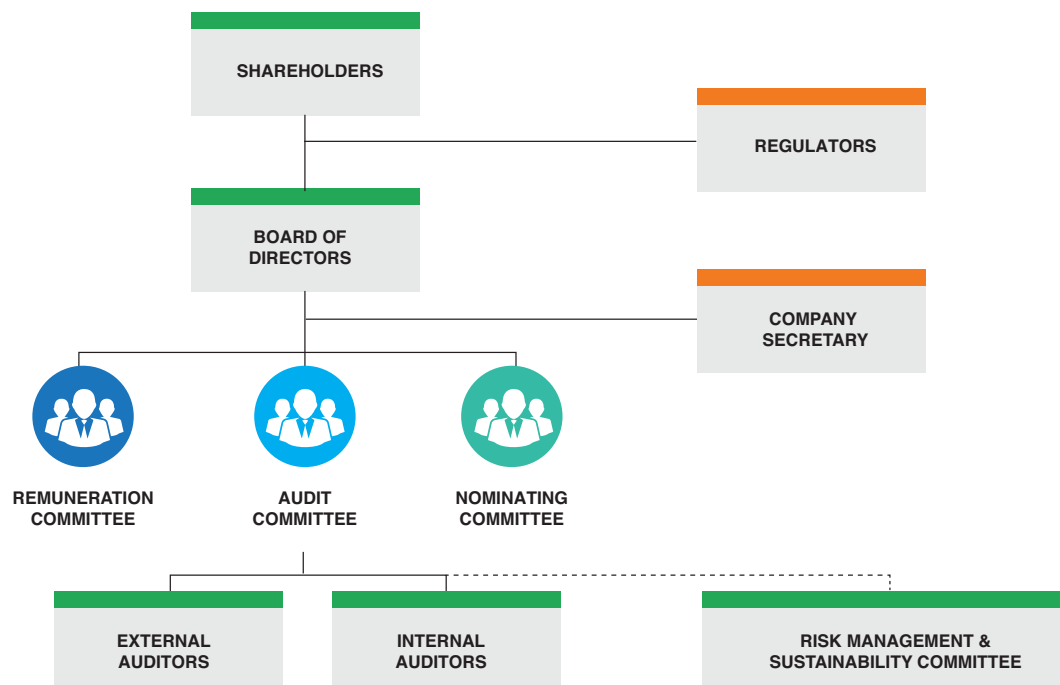 SHAREHOLDERS
REGULATORS
BOARD OF
DIRECTORS
COMPANY
SECRETARY
REMUNERATION
COMMITTEE
AUDIT
COMMITTEE
NOMINATING
COMMITTEE
EXTERNAL
AUDITORS
INTERNAL
AUDITORS
RISK MANAGEMENT &
SUSTAINABILITY COMMITTEE